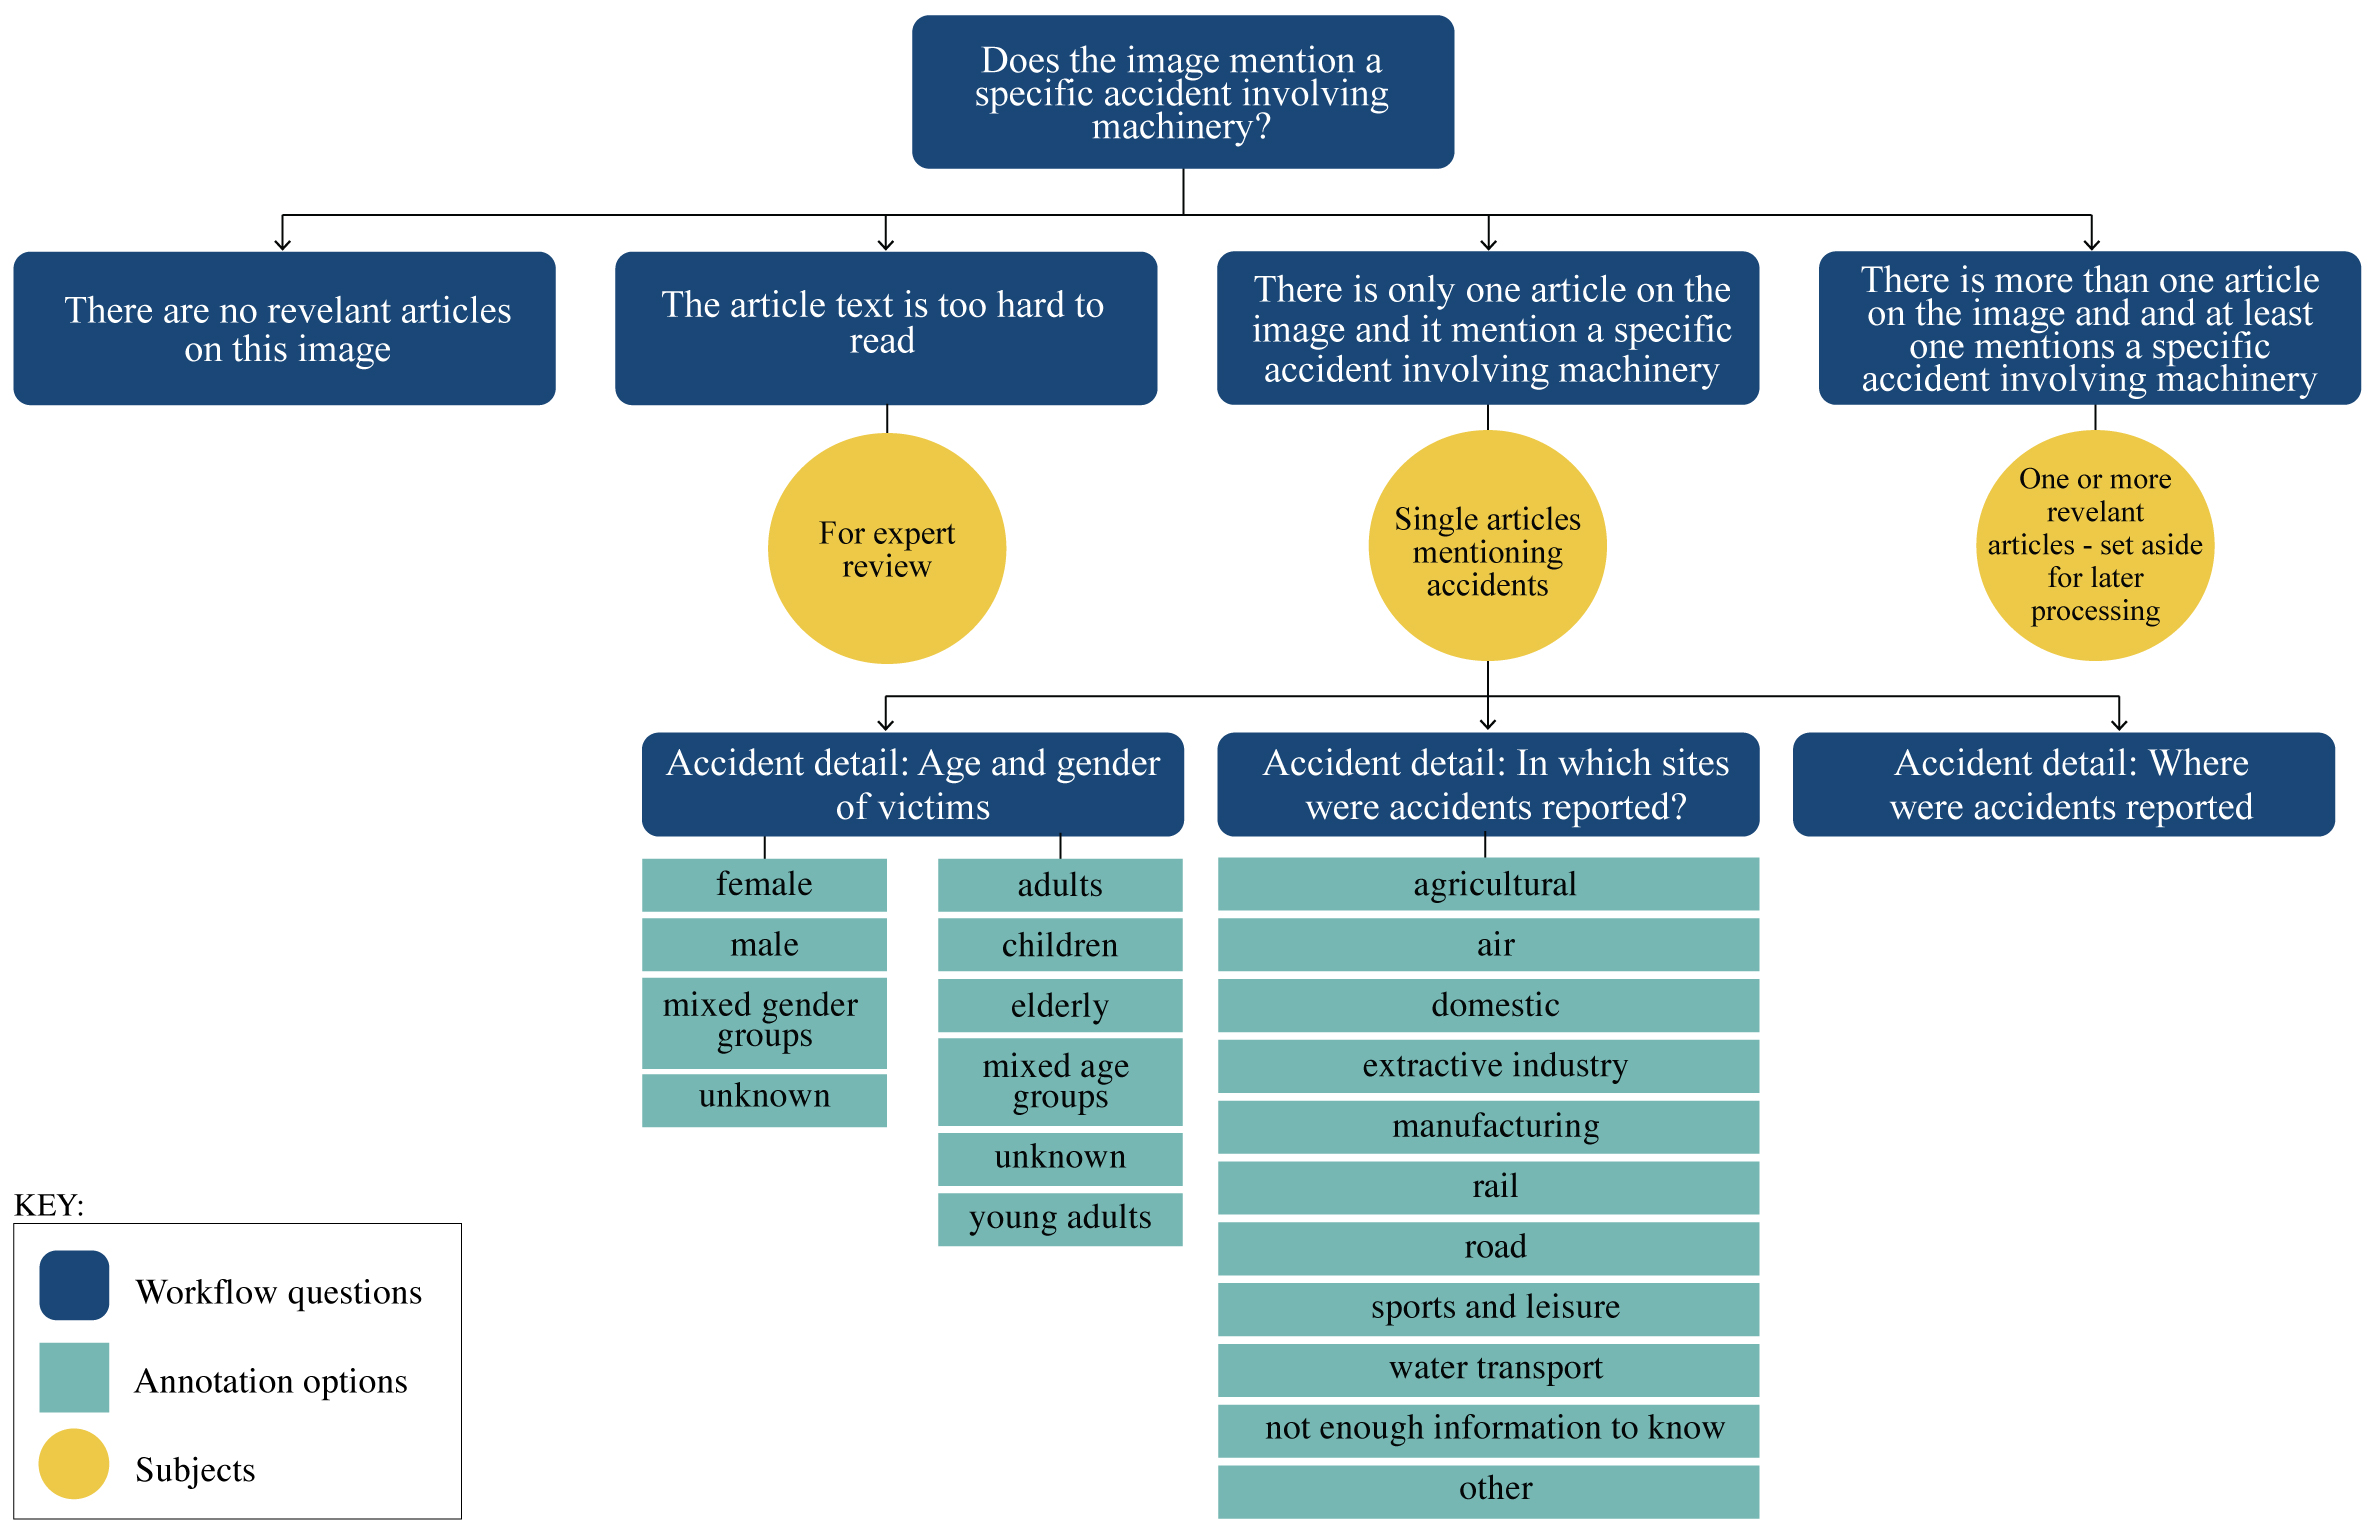 Does the image mention a
specific accident involving
machinery?
There are no revelant articles
on this image
The article text is too hard to
read
There is only one article on the
image and it mention a specific
accident involving machinery
There is more than one article
on the image and and at least
one mentions a specific
accident involving machinery
For expert
review
Single articles
mentioning
accidents
One or more
revelant
articles - set aside
for later
processing
Accident detail: Age and gender
of victims
Accident detail: In which sites
were accidents reported?
Accident detail: Where
were accidents reported
female
male
mixed gender
groups
unknown
adults
children
elderly
mixed age
groups
unknown
young adults
agricultural
air
domestic
extractive industry
manufacturing
rail
road
sports and leisure
water transport
not enough information to know
other
KEY:
Workflow questions
Annotation options
Subjects